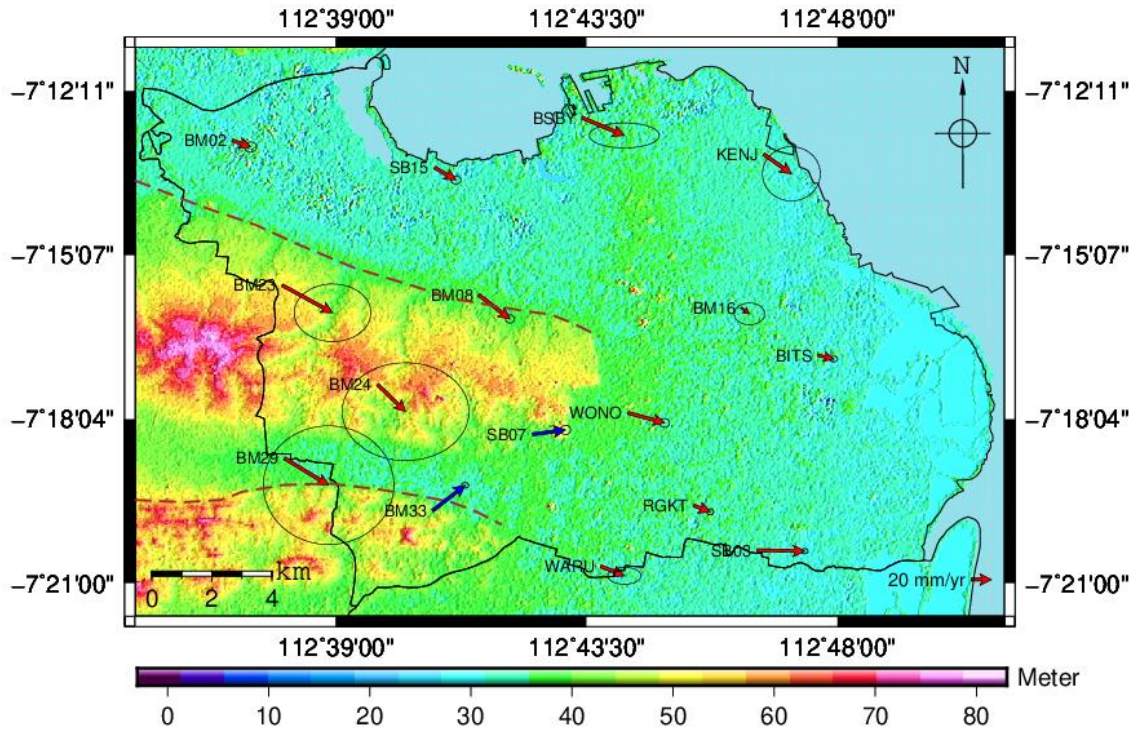 112°39'00" 112°43'30" 112°48'00"
N
-7°12'11" -7°12'11"
BSBY
BM02
KENJ
SB15
-7°15'07" -7°15'07"
BM23
BM08
BM16
BITS
BM24
WONO
-7°18'04" -7°18'04"
SB07
BM29
BM33
RGKT
SB03
WARU
km
20 mm/yr
-7°21'00" -7°21'00"
0 2 4
112°39'00" 112°43'30" 112°48'00"
Meter
0 10 20 30 40 50 60 70 80